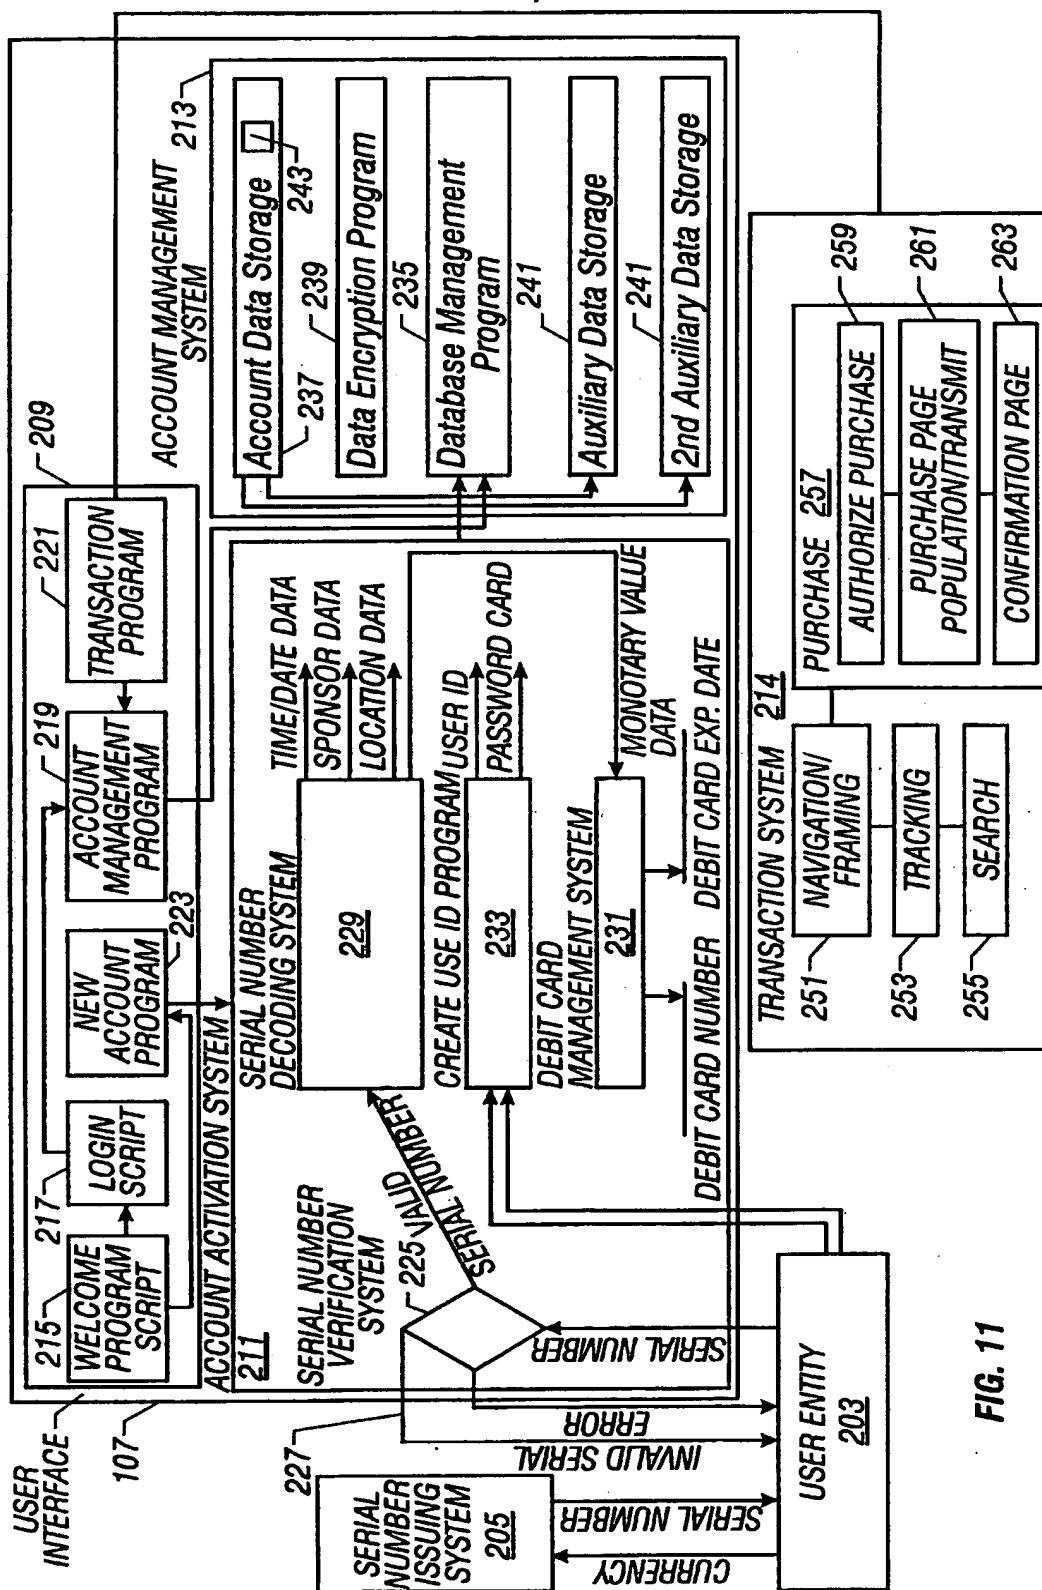 USER
INTERFACE
107
209
215
WELCOME
PROGRAM
SCRIPT
217
LOGIN
SCRIPT
NEW
ACCOUNT
PROGRAM
223
219
ACCOUNT
MANAGEMENT
PROGRAM
221
TRANSACTION
PROGRAM
ACCOUNT MANAGEMENT
SYSTEM
213
Account Data Storage
243
237
Data Encryption Program
239
Database Management
Program
235
Auxiliary Data Storage
241
2nd Auxiliary Data Storage
241
ACCOUNT ACTIVATION SYSTEM
211
SERIAL NUMBER
VERIFICATION
SYSTEM
225
VALID
SERIAL NUMBER
SERIAL NUMBER
DECODING SYSTEM
229
TIME/DATE DATA
SPONSOR DATA
LOCATION DATA
CREATE USE ID PROGRAM
233
USER ID
PASSWORD CARD
DEBIT CARD
MANAGEMENT SYSTEM
231
MONOTARY VALUE
DATA
DEBIT CARD NUMBER
DEBIT CARD EXP. DATE
227
SERIAL NUMBER
ERROR
INVALID SERIAL
SERIAL
NUMBER
ISSUING
SYSTEM
205
SERIAL NUMBER
CURRENCY
USER ENTITY
203
TRANSACTION SYSTEM 214
251
NAVIGATION/
FRAMING
253
TRACKING
255
SEARCH
PURCHASE 257
AUTHORIZE PURCHASE
259
PURCHASE PAGE
POPULATION/TRANSMIT
261
CONFIRMATION PAGE
263
FIG. 11